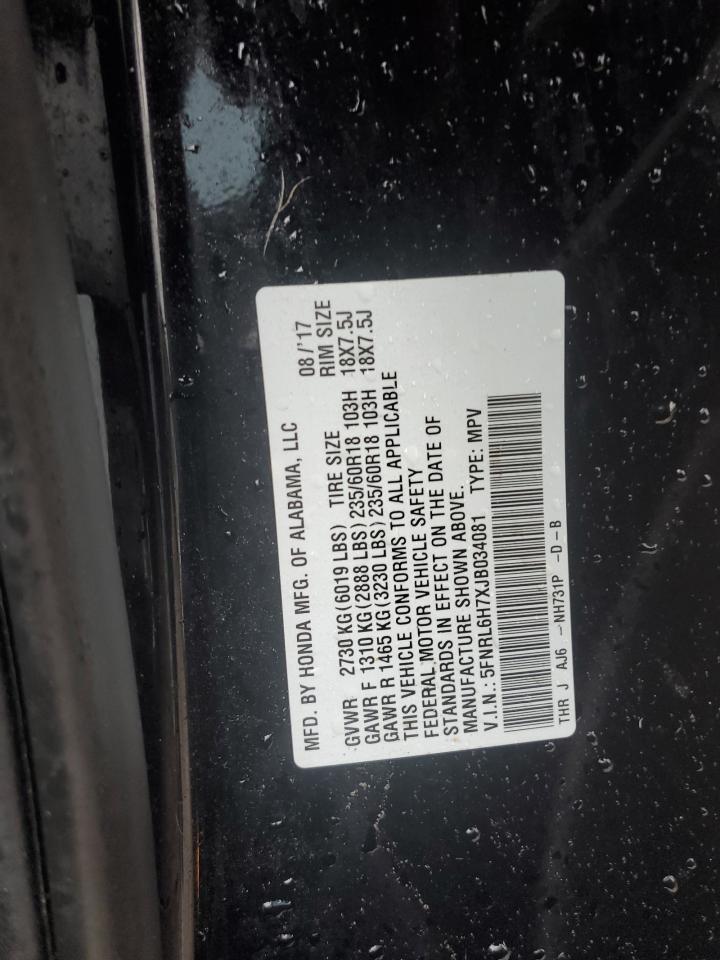 MFD. BY HONDA MFG. OF ALABAMA, LLC 08/'17
GVWR 2730 KG(6019 LBS) TIRE SIZE RIM SIZE
GAWR F 1310 KG(2888 LBS) 235/60R18 103H 18X7.5J
GAWR R 1465 KG(3230 LBS) 235/60R18 103H 18X7.5J
THIS VEHICLE CONFORMS TO ALL APPLICABLE
FEDERAL MOTOR VEHICLE SAFETY
STANDARDS IN EFFECT ON THE DATE OF
MANUFACTURE SHOWN ABOVE.
V.I.N.: 5FNRL6H7XJB034081 TYPE: MPV
THR J AJ6 -NH731P -D-B